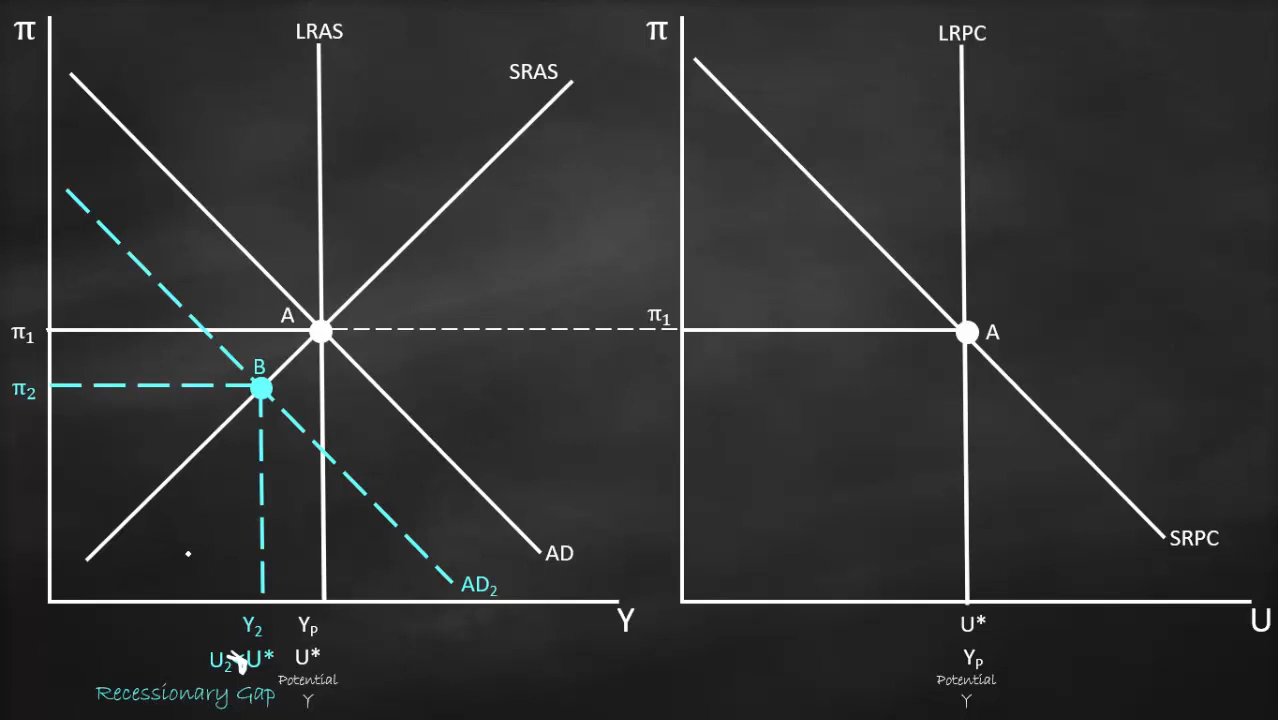 π
LRAS
SRAS
A
π₁
B
π₂
AD
AD₂
Y
Y₂
Yₚ
U₂ U*
U*
Recessionary Gap
Potential
Y
π
LRPC
π₁
A
SRPC
U
U*
Yₚ
Potential
Y